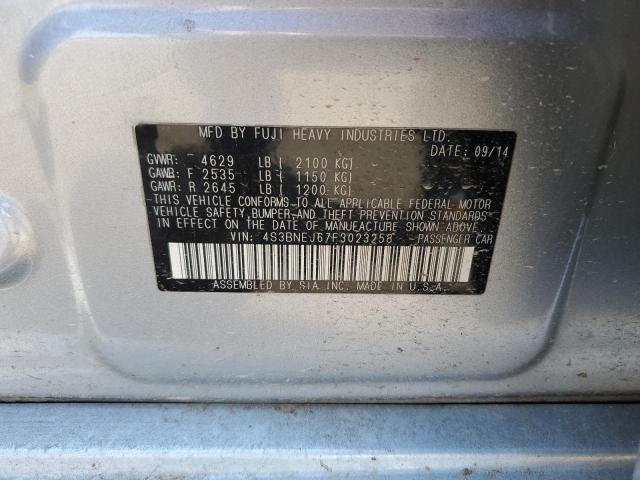 MFD BY FUJI HEAVY INDUSTRIES LTD.
DATE: 09/14
GVWR: 4629 LB ( 2100 KG)
GAWR: F 2535 LB ( 1150 KG)
GAWR: R 2645 LB ( 1200 KG)
THIS VEHICLE CONFORMS TO ALL APPLICABLE FEDERAL MOTOR
VEHICLE SAFETY, BUMPER, AND THEFT PREVENTION STANDARDS
IN EFFECT ON THE DATE OF MANUFACTURE SHOWN ABOVE.
VIN: 4S3BNEJ67F3023258 PASSENGER CAR
ASSEMBLED BY SIA, INC. MADE IN U.S.A.